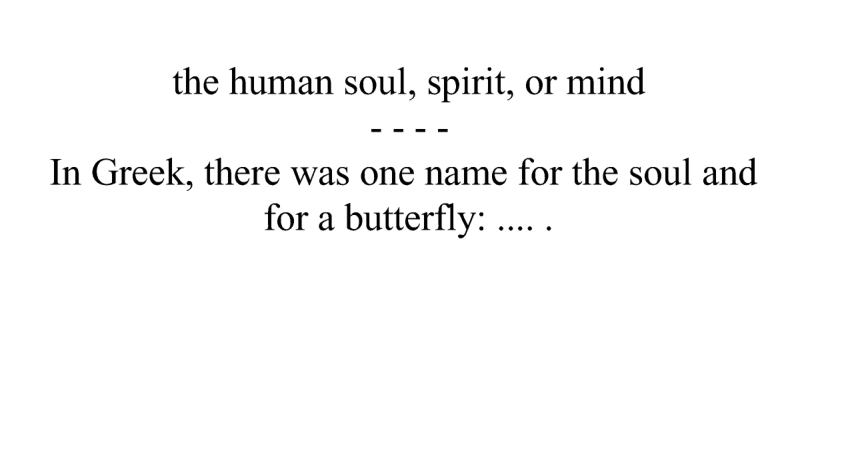 the human soul, spirit, or mind
- - - -
In Greek, there was one name for the soul and
for a butterfly: .... .